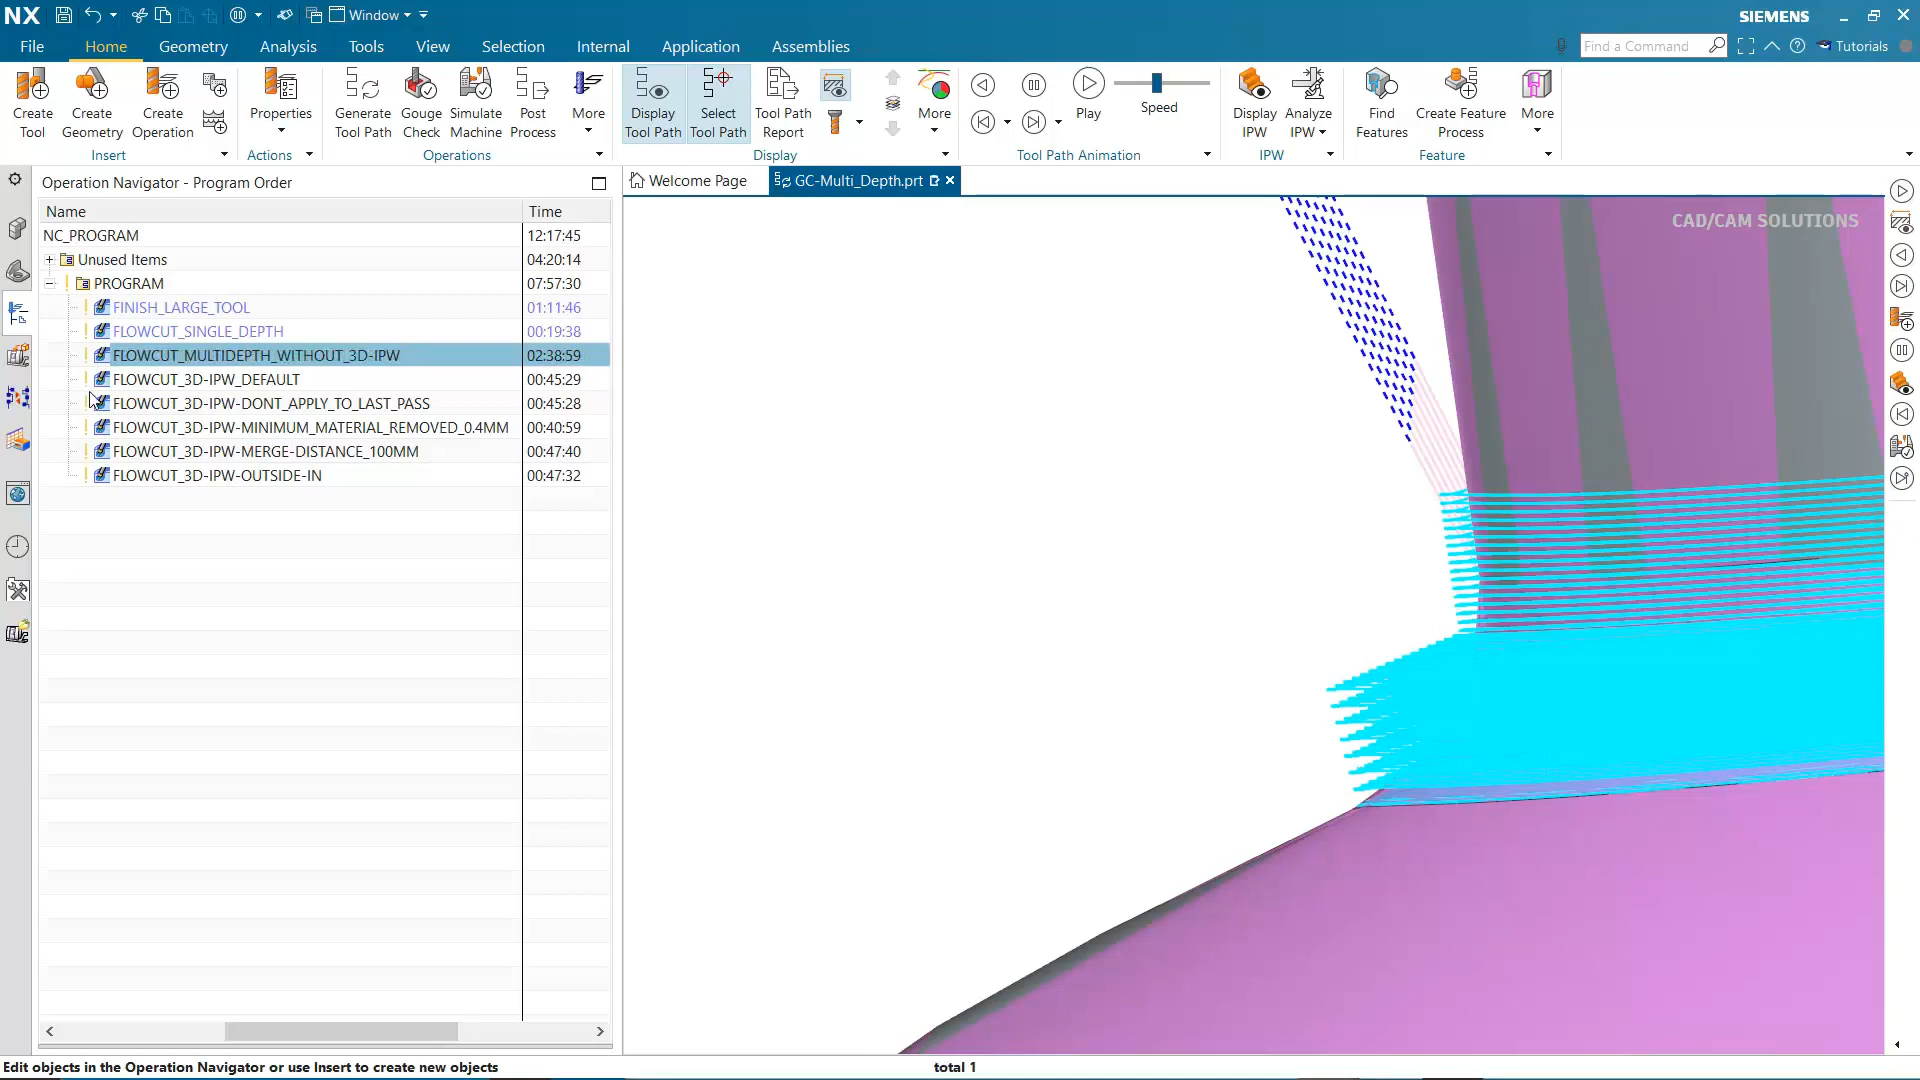 NX Window SIEMENS
File Home Geometry Analysis Tools View Selection Internal Application Assemblies Find a Command Tutorials
Create Tool
Create Geometry
Create Operation
Insert
Properties
Actions
Generate Tool Path
Gouge Check
Simulate Machine
Post Process
More
Operations
Display Tool Path
Select Tool Path
Tool Path Report
More
Display
Play
Speed
Tool Path Animation
Display IPW
Analyze IPW
IPW
Find Features
Create Feature Process
More
Feature
Operation Navigator - Program Order
Welcome Page GC-Multi_Depth.prt
Name Time
NC_PROGRAM 12:17:45
Unused Items 04:20:14
PROGRAM 07:57:30
FINISH_LARGE_TOOL 01:11:46
FLOWCUT_SINGLE_DEPTH 00:19:38
FLOWCUT_MULTIDEPTH_WITHOUT_3D-IPW 02:38:59
FLOWCUT_3D-IPW_DEFAULT 00:45:29
FLOWCUT_3D-IPW-DONT_APPLY_TO_LAST_PASS 00:45:28
FLOWCUT_3D-IPW-MINIMUM_MATERIAL_REMOVED_0.4MM 00:40:59
FLOWCUT_3D-IPW-MERGE-DISTANCE_100MM 00:47:40
FLOWCUT_3D-IPW-OUTSIDE-IN 00:47:32
CAD/CAM SOLUTIONS
Edit objects in the Operation Navigator or use Insert to create new objects
total 1